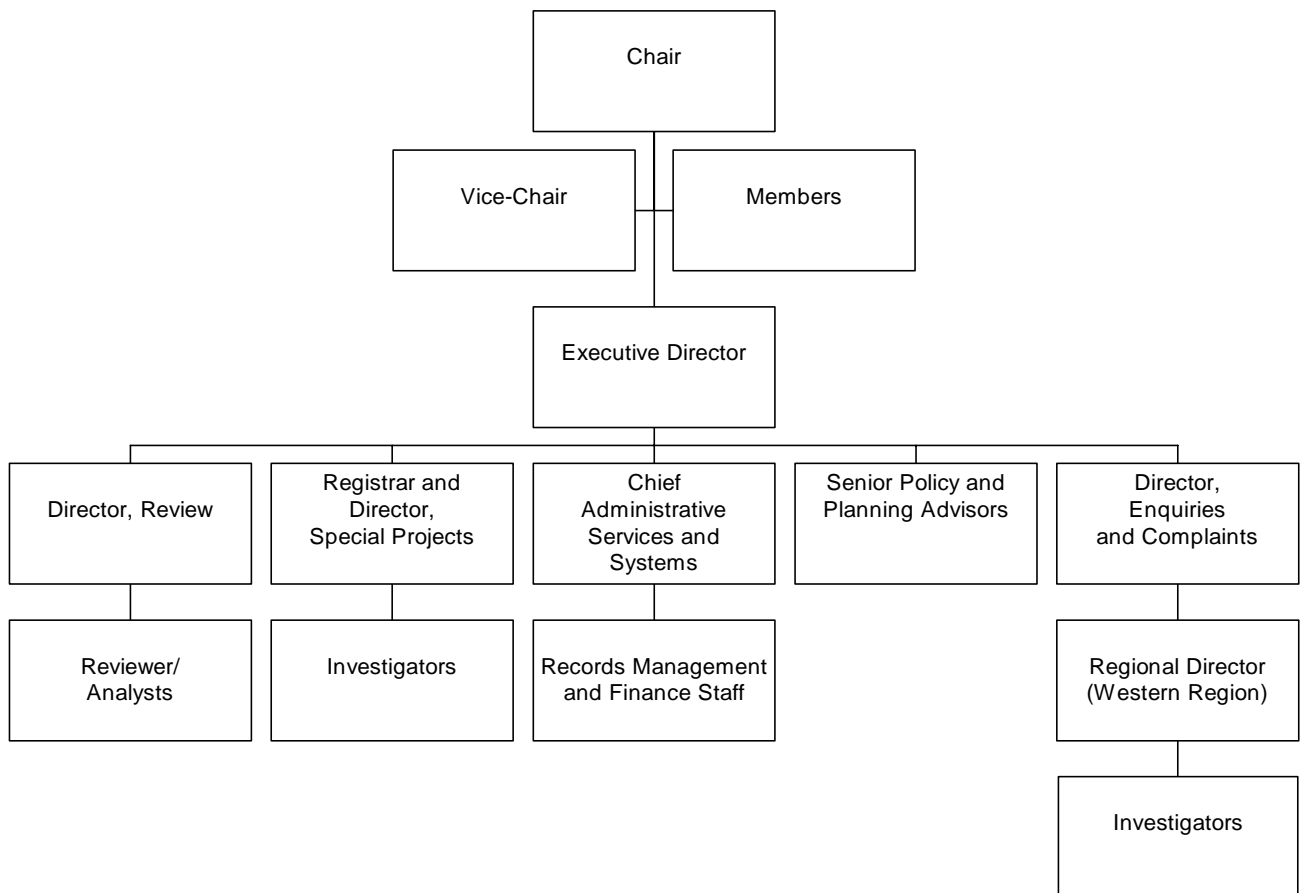 Chair
Vice-Chair
Members
Executive Director
Director, Review
Registrar and
Director,
Special Projects
Chief
Administrative
Services and
Systems
Senior Policy and
Planning Advisors
Director,
Enquiries
and Complaints
Reviewer/
Analysts
Investigators
Records Management
and Finance Staff
Regional Director
(Western Region)
Investigators